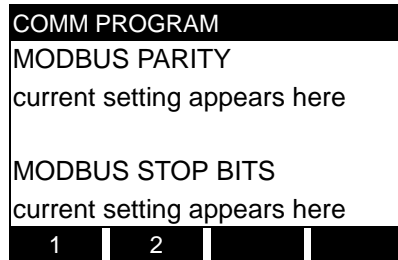 COMM PROGRAM
MODBUS PARITY
current setting appears here
MODBUS STOP BITS
current setting appears here
1 2